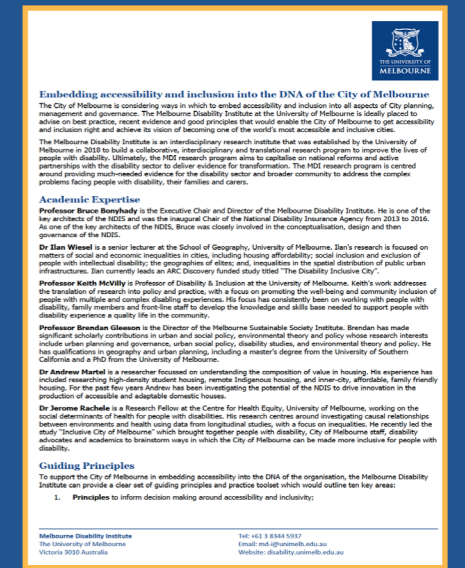 THE UNIVERSITY OF
MELBOURNE
Embedding accessibility and inclusion into the DNA of the City of Melbourne
The City of Melbourne is considering ways in which to embed accessibility and inclusion into all aspects of City planning,
management and governance. The Melbourne Disability Institute at the University of Melbourne is ideally placed to
advise on best practice, recent evidence and good principles that would enable the City of Melbourne to get accessibility
and inclusion right and achieve its vision of becoming one of the world's most accessible and inclusive cities.
The Melbourne Disability Institute is an interdisciplinary research institute that was established by the University of
Melbourne in 2018 to build a collaborative, interdisciplinary and translational research program to improve the lives of
people with disability. Ultimately, the MDI research program aims to capitalise on national reforms and active
partnerships with the disability sector to deliver evidence for transformation. The MDI research program is centred
around providing much-needed evidence for the disability sector and broader community to address the complex
problems facing people with disability, their families and carers.
Academic Expertise
Professor Bruce Bonyhady is the Executive Chair and Director of the Melbourne Disability Institute. He is one of the
key architects of the NDIS and was the inaugural Chair of the National Disability Insurance Agency from 2013 to 2016.
As one of the key architects of the NDIS, Bruce was closely involved in the conceptualisation, design and then
governance of the NDIS.
Dr Ilan Wiesel is a senior lecturer at the School of Geography, University of Melbourne. Ilan's research is focused on
matters of social and economic inequalities in cities, including housing affordability; social inclusion and exclusion of
people with intellectual disability; the geographies of elites; and, inequalities in the spatial distribution of public urban
infrastructures. Ilan currently leads an ARC Discovery funded study titled "The Disability Inclusive City".
Professor Keith McVilly is Professor of Disability & Inclusion at the University of Melbourne. Keith's work addresses
the translation of research into policy and practice, with a focus on promoting the well-being and community inclusion of
people with multiple and complex disabling experiences. His focus has consistently been on working with people with
disability, family members and front-line staff to develop the knowledge and skills base needed to support people with
disability experience a quality life in the community.
Professor Brendan Gleeson is the Director of the Melbourne Sustainable Society Institute. Brendan has made
significant scholarly contributions in urban and social policy, environmental theory and policy whose research interests
include urban planning and governance, urban social policy, disability studies, and environmental theory and policy. He
has qualifications in geography and urban planning, including a master's degree from the University of Southern
California and a PhD from the University of Melbourne.
Dr Andrew Martel is a researcher focussed on understanding the composition of value in housing. His experience has
included researching high-density student housing, remote Indigenous housing, and inner-city, affordable, family friendly
housing. For the past few years Andrew has been investigating the potential of the NDIS to drive innovation in the
production of accessible and adaptable domestic houses.
Dr Jerome Rachele is a Research Fellow at the Centre for Health Equity, University of Melbourne, working on the
social determinants of health for people with disabilities. His research centres around investigating causal relationships
between environments and health using data from longitudinal studies, with a focus on inequalities. He recently led the
study "Inclusive City of Melbourne" which brought together people with disability, City of Melbourne staff, disability
advocates and academics to brainstorm ways in which the City of Melbourne can be made more inclusive for people with
disability.
Guiding Principles
To support the City of Melbourne in embedding accessibility into the DNA of the organisation, the Melbourne Disability
Institute can provide a clear set of guiding principles and practice toolset which would outline ten key areas:
1. Principles to inform decision making around accessibility and inclusion;
Melbourne Disability Institute
The University of Melbourne
Victoria 3010 Australia
Tel: +61 3 8344 5937
Email: md-i@unimelb.edu.au
Website: disability.unimelb.edu.au